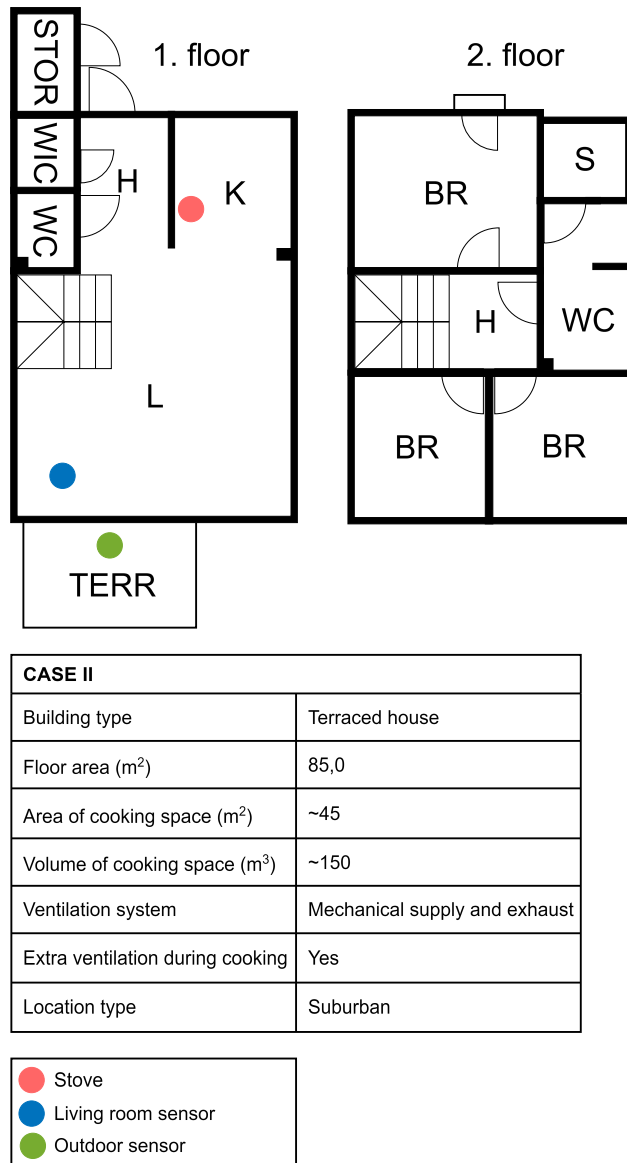 1. floor
2. floor
STOR
WIC
WC
H
K
L
TERR
BR
S
H
WC
BR
BR
CASE II
Building type Terraced house
Floor area (m²) 85,0
Area of cooking space (m²) ~45
Volume of cooking space (m³) ~150
Ventilation system Mechanical supply and exhaust
Extra ventilation during cooking Yes
Location type Suburban
Stove
Living room sensor
Outdoor sensor